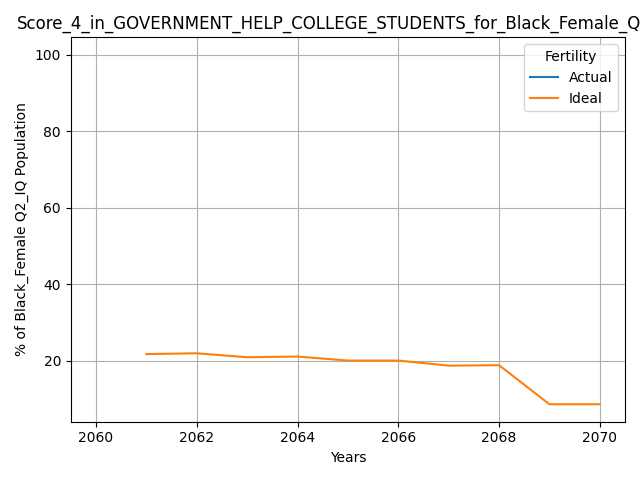 Score_4_in_GOVERNMENT_HELP_COLLEGE_STUDENTS_for_Black_Female_Q
100
80
60
40
20
% of Black_Female Q2_IQ Population
Fertility
Actual
Ideal
2060 2062 2064 2066 2068 2070
Years